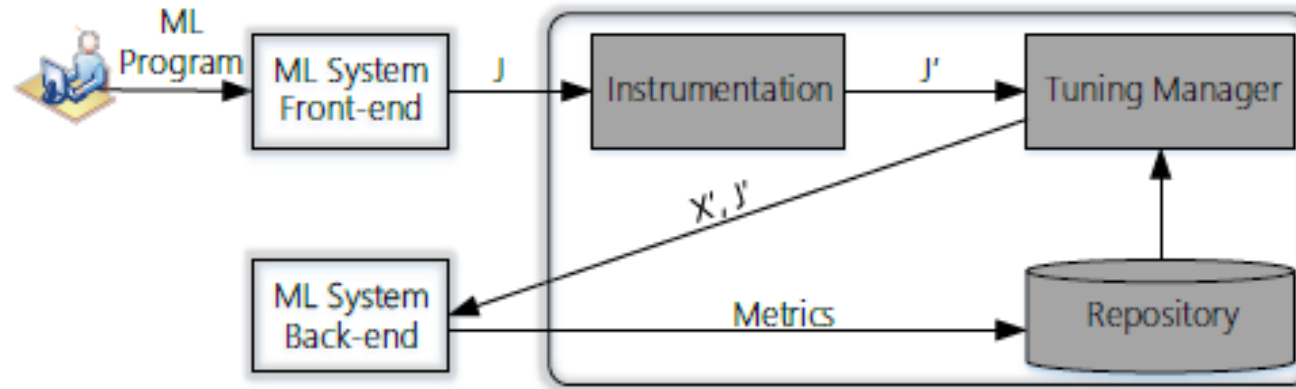 ML
Program
ML System
Front-end
J
Instrumentation
J'
Tuning Manager
X', J'
ML System
Back-end
Metrics
Repository